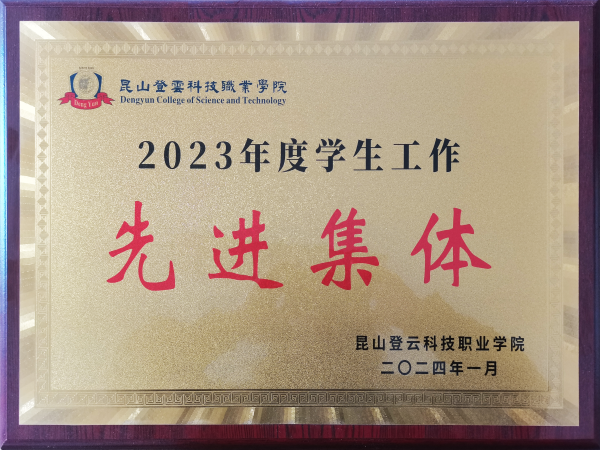 昆山登雲科技職業學院
Dengyun College of Science and Technology
Deng Yun
2023年度学生工作
先进集体
昆山登云科技职业学院
二〇二四年一月